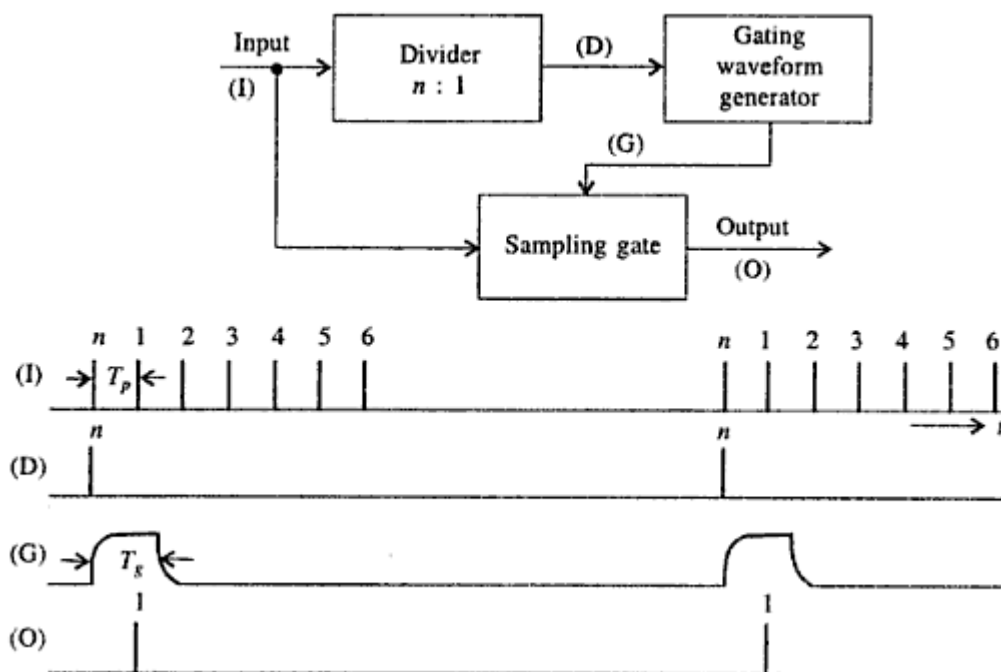 Input
(I)
Divider
n : 1
(D)
Gating
waveform
generator
(G)
Sampling gate
Output
(O)
n 1 2 3 4 5 6 n 1 2 3 4 5 6
(I) T_p
n n t
(D)
(G) T_g
1 1
(O)